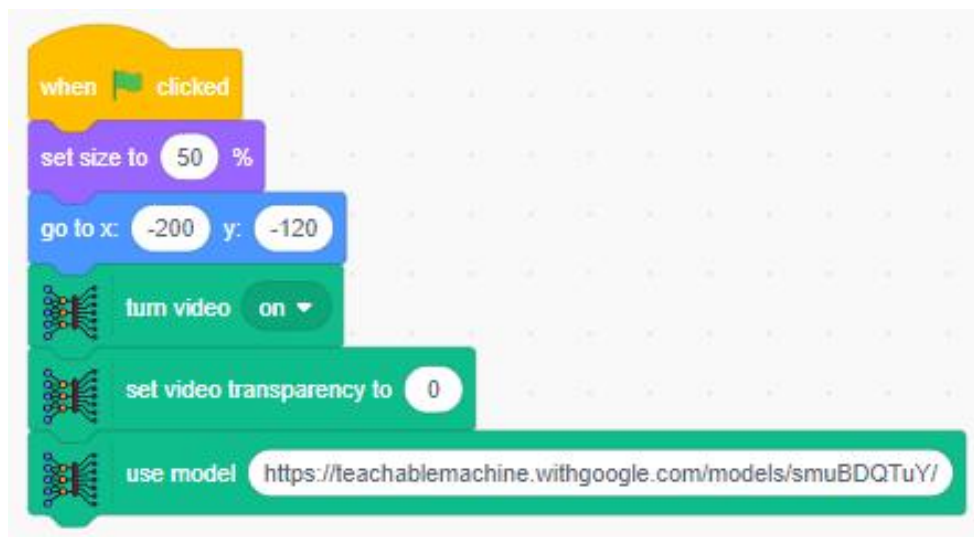 when clicked
set size to 50 %
go to x: -200 y: -120
turn video on
set video transparency to 0
use model https://teachablemachine.withgoogle.com/models/smuBDQTuY/